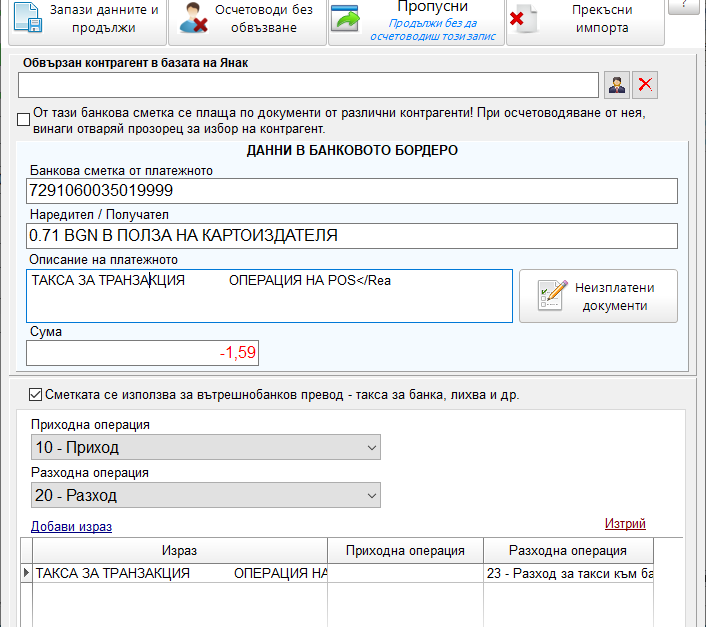 Запази данните и
продължи
Осчетоводи без
обвързване
Пропусни
Продължи без да
осчетоводиш този запис
Прекъсни
импорта
?
Обвързан контрагент в базата на Янак
От тази банкова сметка се плаща по документи от различни контрагенти! При осчетоводяване от нея,
винаги отваряй прозорец за избор на контрагент.
ДАННИ В БАНКОВОТО БОРДЕРО
Банкова сметка от платежното
7291060035019999
Наредител / Получател
0.71 BGN В ПОЛЗА НА КАРТОИЗДАТЕЛЯ
Описание на платежното
ТАКСА ЗА ТРАНЗАКЦИЯ ОПЕРАЦИЯ НА POS</Rea
Неизплатени
документи
Сума
-1,59
Сметката се използва за вътрешнобанков превод - такса за банка, лихва и др.
Приходна операция
10 - Приход
Разходна операция
20 - Разход
Добави израз
Изтрий
Израз Приходна операция Разходна операция
ТАКСА ЗА ТРАНЗАКЦИЯ ОПЕРАЦИЯ НА 23 - Разход за такси към ба